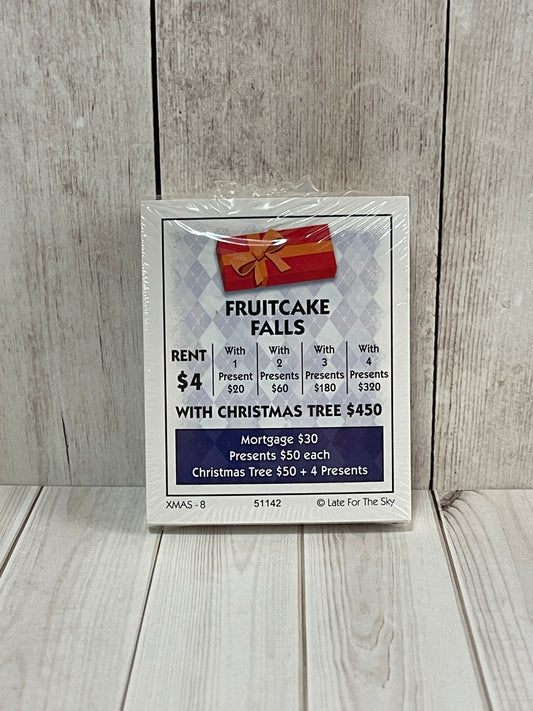 FRUITCAKE
FALLS
RENT
$4
With
1
Present
$20
With
2
Presents
$60
With
3
Presents
$180
With
4
Presents
$320
WITH CHRISTMAS TREE $450
Mortgage $30
Presents $50 each
Christmas Tree $50 + 4 Presents
XMAS - 8 51142 © Late For The Sky